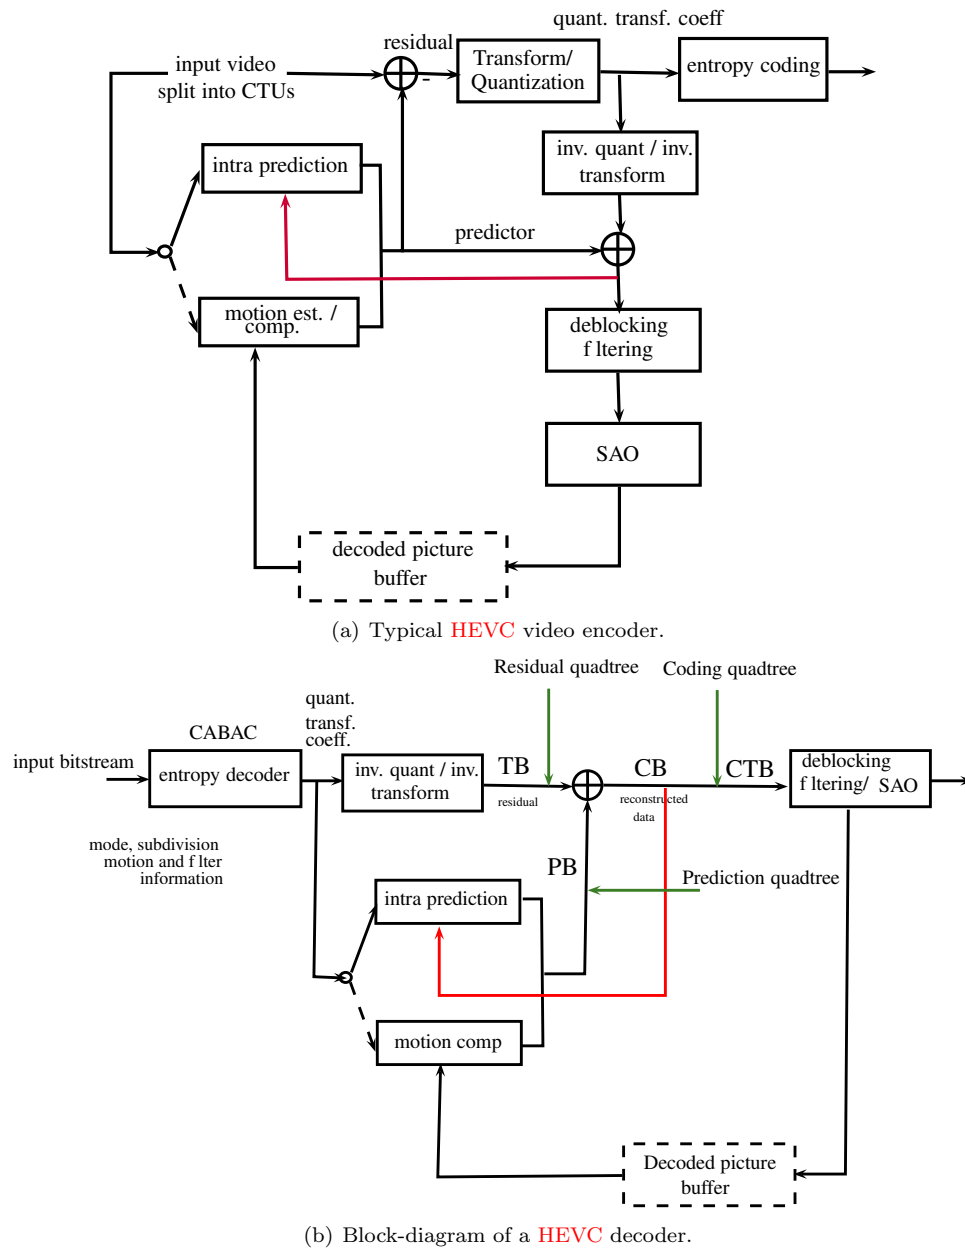 quant. transf. coeff
residual
input video
split into CTUs
-
Transform/
Quantization
entropy coding
inv. quant / inv.
transform
intra prediction
predictor
motion est. /
comp.
deblocking
f ltering
SAO
decoded picture
buffer
(a) Typical HEVC video encoder.
Residual quadtree
Coding quadtree
quant.
transf.
coeff.
CABAC
input bitstream
entropy decoder
inv. quant / inv.
transform
TB
residual
CB
reconstructed
data
CTB
deblocking
f ltering/ SAO
mode, subdivision
motion and f lter
information
PB
Prediction quadtree
intra prediction
motion comp
Decoded picture
buffer
(b) Block-diagram of a HEVC decoder.